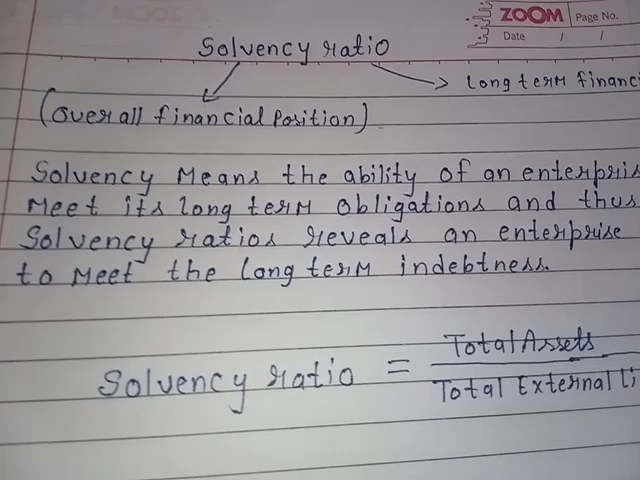 ZOOM Page No.
Date / /
Solvency ratio
Long term financ
(overall financial Position)
Solvency Means the ability of an enterpris
Meet its long term obligations and thus
Solvency ratios reveals an enterprise
to Meet the long term indebtness.
Solvency ratio = Total Assets
Total External Li